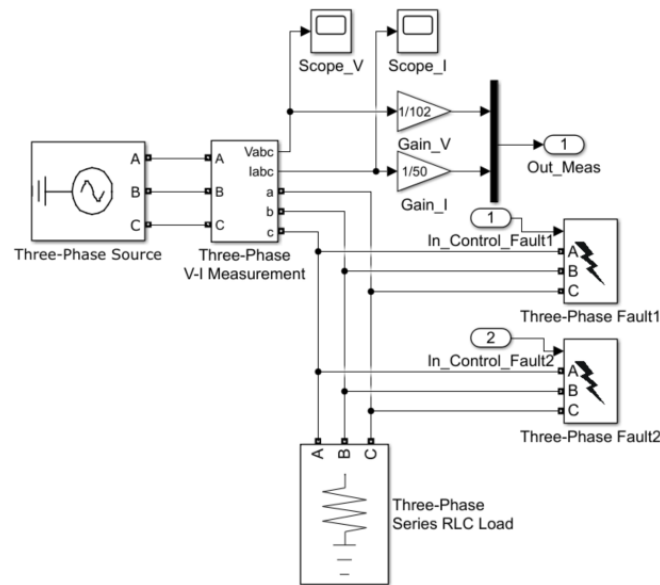 Scope_V
Scope_I
1/102
Gain_V
1/50
Gain_I
1
Out_Meas
A
B
C
Three-Phase Source
A
B
C
Vabc
Iabc
a
b
c
Three-Phase
V-I Measurement
1
In_Control_Fault1
A
B
C
Three-Phase Fault1
2
In_Control_Fault2
A
B
C
Three-Phase Fault2
A
B
C
Three-Phase
Series RLC Load